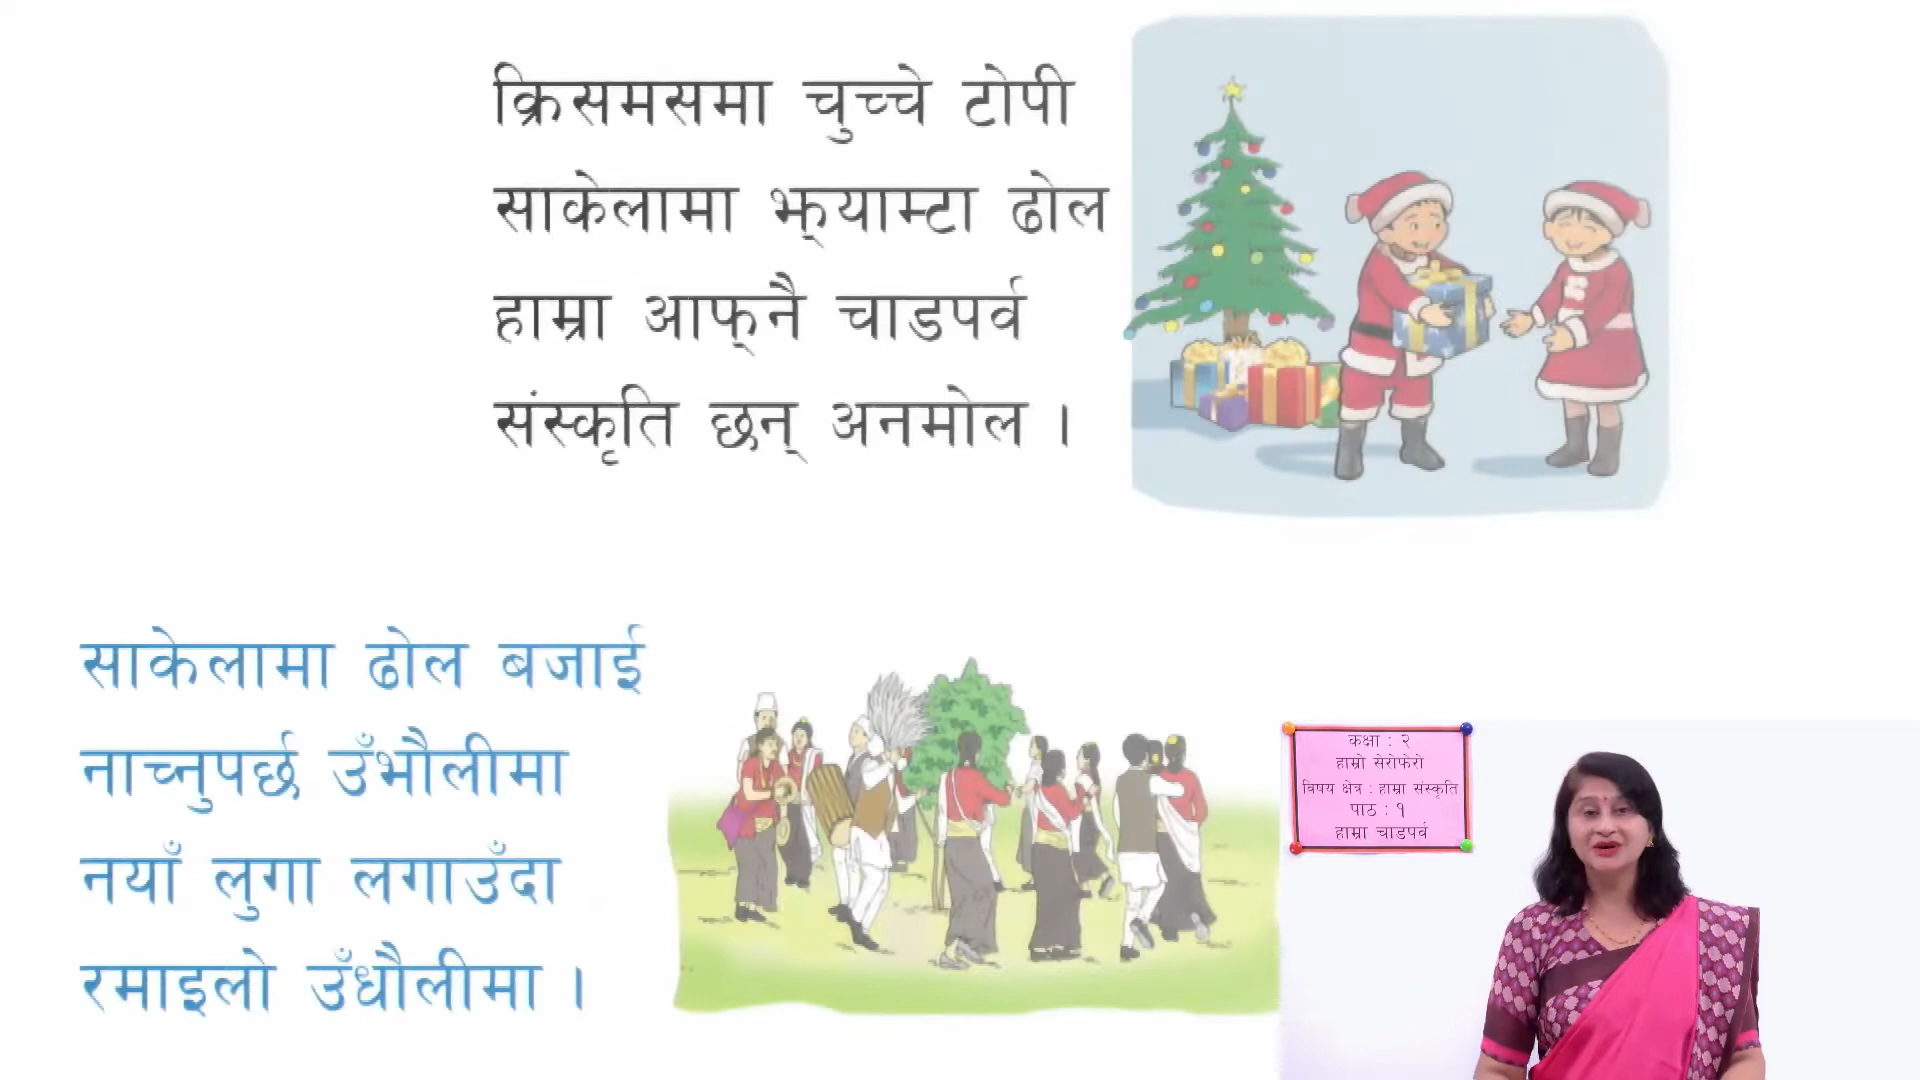 क्रिसमसमा चुच्चे टोपी
साकेलामा झ्याम्टा ढोल
हाम्रा आफ्‌नै चाडपर्व
संस्कृति छन् अनमोल ।
साकेलामा ढोल बजाई
नाच्नुपर्छ उँभौलीमा
नयाँ लुगा लगाउँदा
रमाइलो उँधौलीमा ।
कक्षा : २
हाम्रो सेरोफेरो
विषय क्षेत्र : हाम्रा संस्कृति
पाठ : १
हाम्रा चाडपर्व